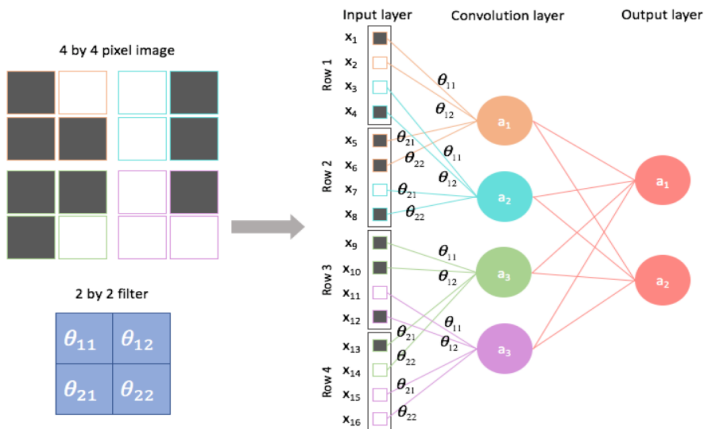 Input layer
Convolution layer
Output layer
4 by 4 pixel image
2 by 2 filter
θ11 θ12
θ21 θ22
Row 1
x1
x2
x3
x4
Row 2
x5
x6
x7
x8
Row 3
x9
x10
x11
x12
Row 4
x13
x14
x15
x16
θ11
θ12
θ21
θ22
θ11
θ12
θ21
θ22
θ11
θ12
θ21
θ22
θ11
θ12
θ21
θ22
a1
a2
a3
a3
a1
a2